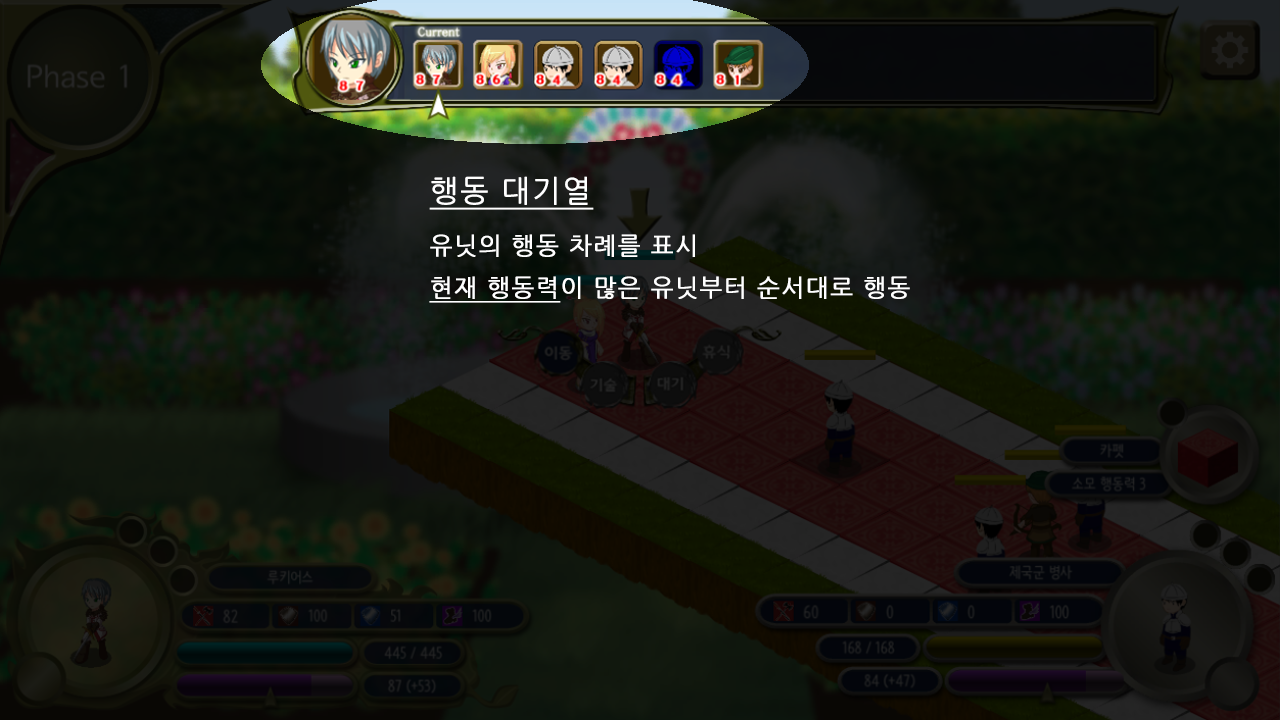 Phase 1
Current
87
87
86
84
84
84
81
행동 대기열
유닛의 행동 차례를 표시
현재 행동력이 많은 유닛부터 순서대로 행동
이동
기술
대기
휴식
카펫
소모 행동력 3
루키어스
82 100 51 100
445 / 445
87 (+53)
제국군 병사
60 0 0 100
168 / 168
84 (+47)